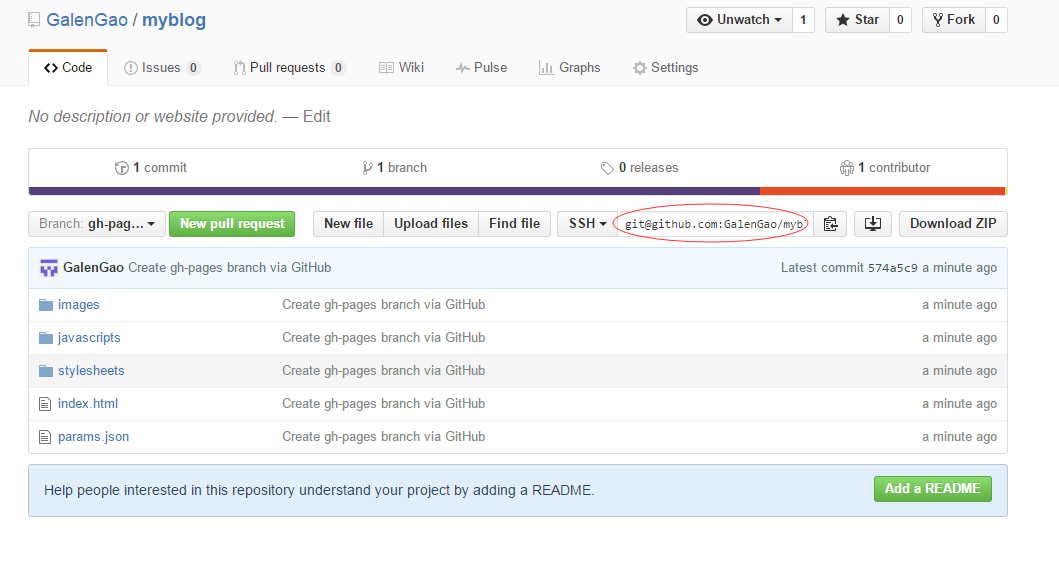 GalenGao / myblog
Unwatch 1 Star 0 Fork 0
Code Issues 0 Pull requests 0 Wiki Pulse Graphs Settings
No description or website provided. — Edit
1 commit 1 branch 0 releases 1 contributor
Branch: gh-pag... New pull request New file Upload files Find file SSH git@github.com:GalenGao/myb Download ZIP
GalenGao Create gh-pages branch via GitHub Latest commit 574a5c9 a minute ago
images Create gh-pages branch via GitHub a minute ago
javascripts Create gh-pages branch via GitHub a minute ago
stylesheets Create gh-pages branch via GitHub a minute ago
index.html Create gh-pages branch via GitHub a minute ago
params.json Create gh-pages branch via GitHub a minute ago
Help people interested in this repository understand your project by adding a README. Add a README